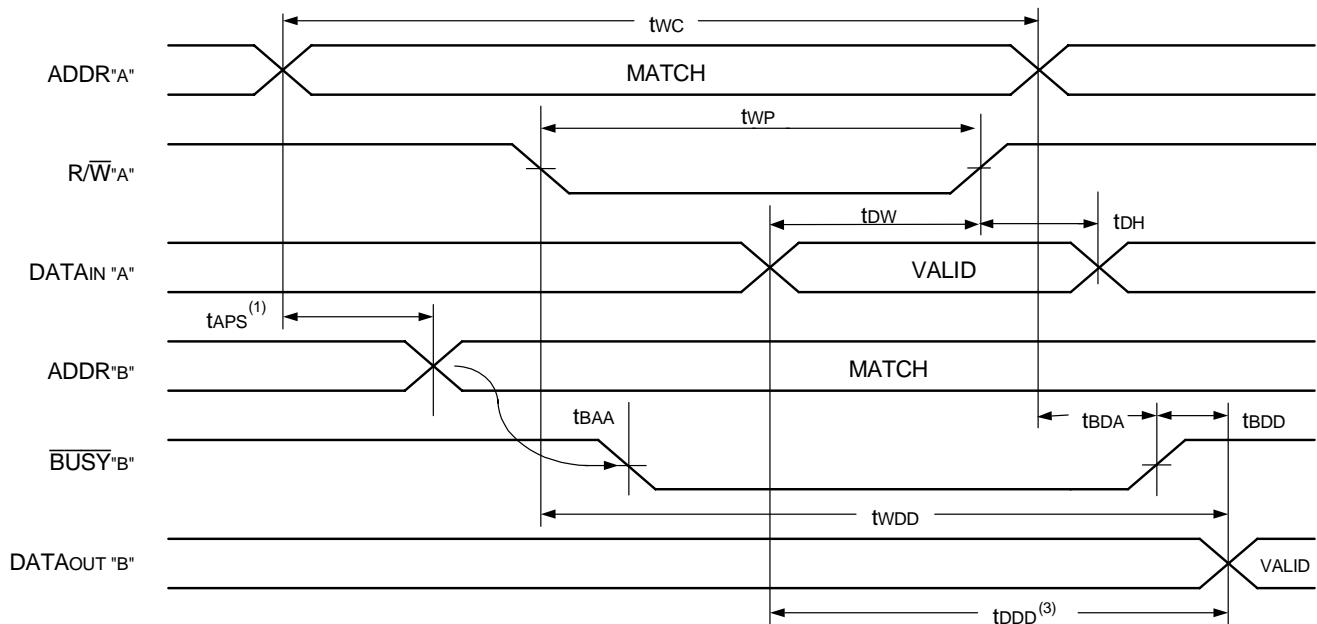 tWC
ADDR"A" MATCH
tWP
R/W̅"A"
tDW tDH
DATAIN "A" VALID
tAPS(1)
ADDR"B" MATCH
tBAA tBDA tBDD
B̅U̅S̅Y̅"B"
tWDD
DATAOUT "B" VALID
tDDD(3)